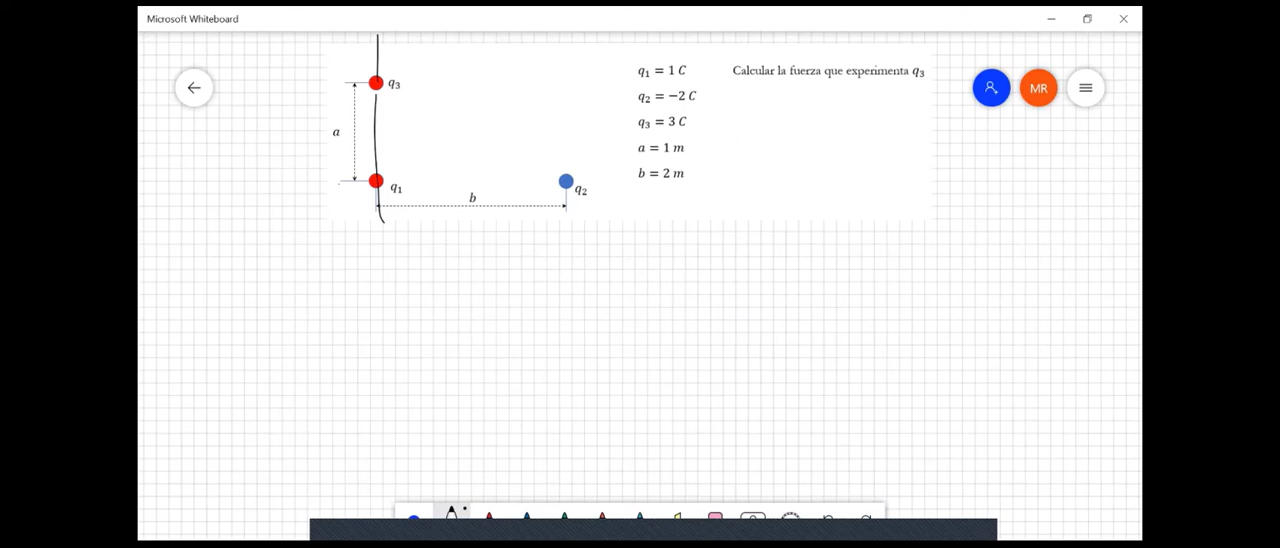 Microsoft Whiteboard
q₃
a
q₁
b
q₂
q₁ = 1 C
q₂ = −2 C
q₃ = 3 C
a = 1 m
b = 2 m
Calcular la fuerza que experimenta q₃
MR